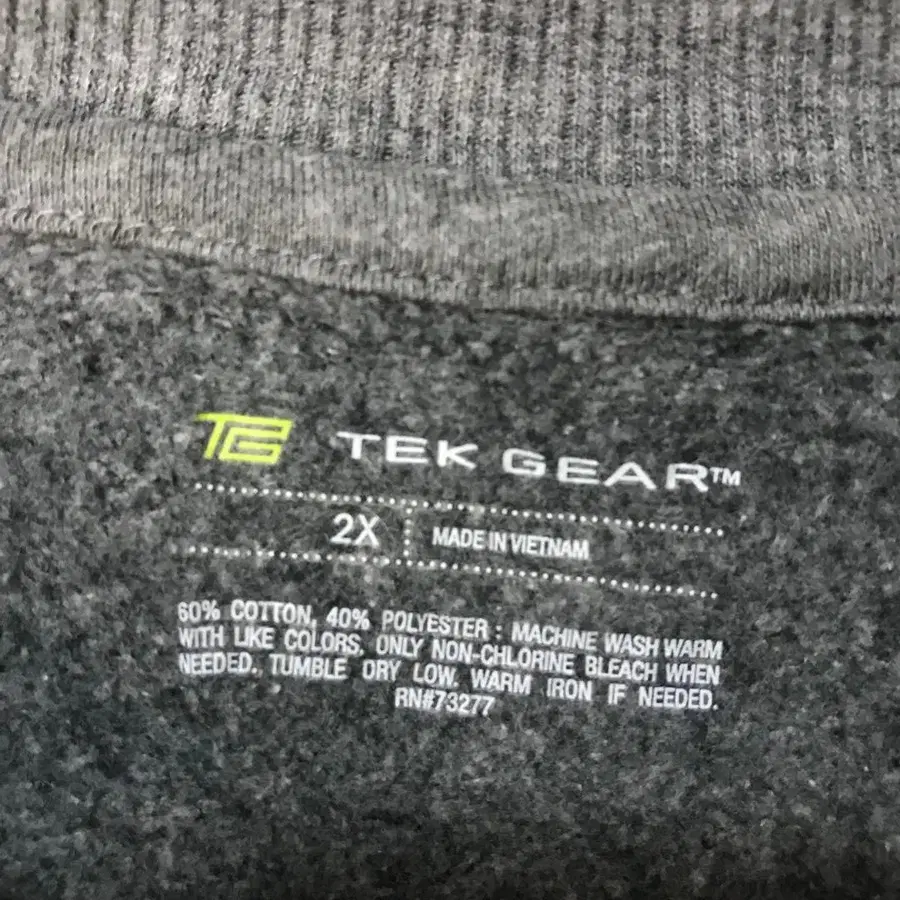 TG TEK GEAR™
2X MADE IN VIETNAM
60% COTTON, 40% POLYESTER : MACHINE WASH WARM
WITH LIKE COLORS. ONLY NON-CHLORINE BLEACH WHEN
NEEDED. TUMBLE DRY LOW. WARM IRON IF NEEDED.
RN#73277